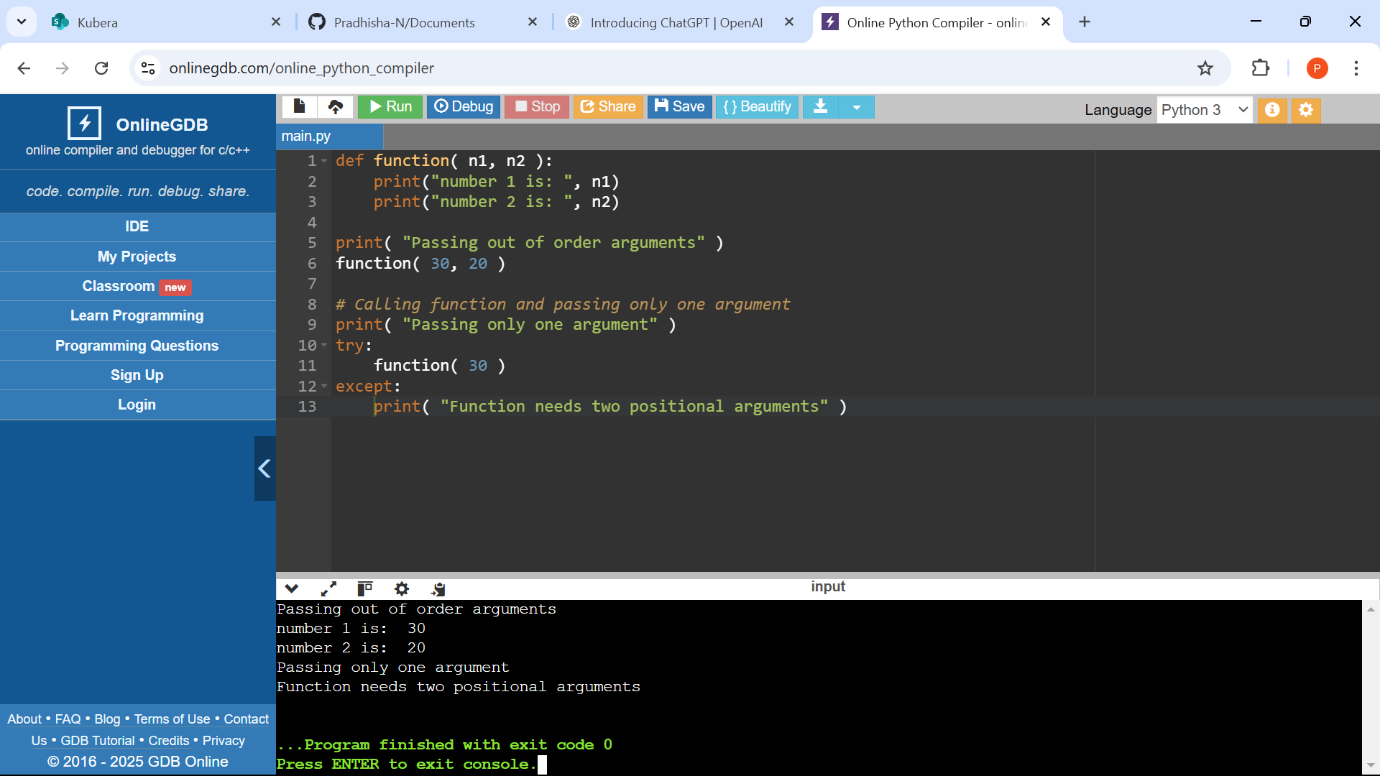 Kubera
Pradhisha-N/Documents
Introducing ChatGPT | OpenAI
Online Python Compiler - onlin
onlinegdb.com/online_python_compiler
P
OnlineGDB
online compiler and debugger for c/c++
code. compile. run. debug. share.
IDE
My Projects
Classroom new
Learn Programming
Programming Questions
Sign Up
Login
About • FAQ • Blog • Terms of Use • Contact
Us • GDB Tutorial • Credits • Privacy
© 2016 - 2025 GDB Online
Run Debug Stop Share Save { } Beautify
Language Python 3
main.py
1 def function( n1, n2 ):
2     print("number 1 is: ", n1)
3     print("number 2 is: ", n2)
4
5 print( "Passing out of order arguments" )
6 function( 30, 20 )
7
8 # Calling function and passing only one argument
9 print( "Passing only one argument" )
10 try:
11     function( 30 )
12 except:
13     print( "Function needs two positional arguments" )
input
Passing out of order arguments
number 1 is:  30
number 2 is:  20
Passing only one argument
Function needs two positional arguments
...Program finished with exit code 0
Press ENTER to exit console.